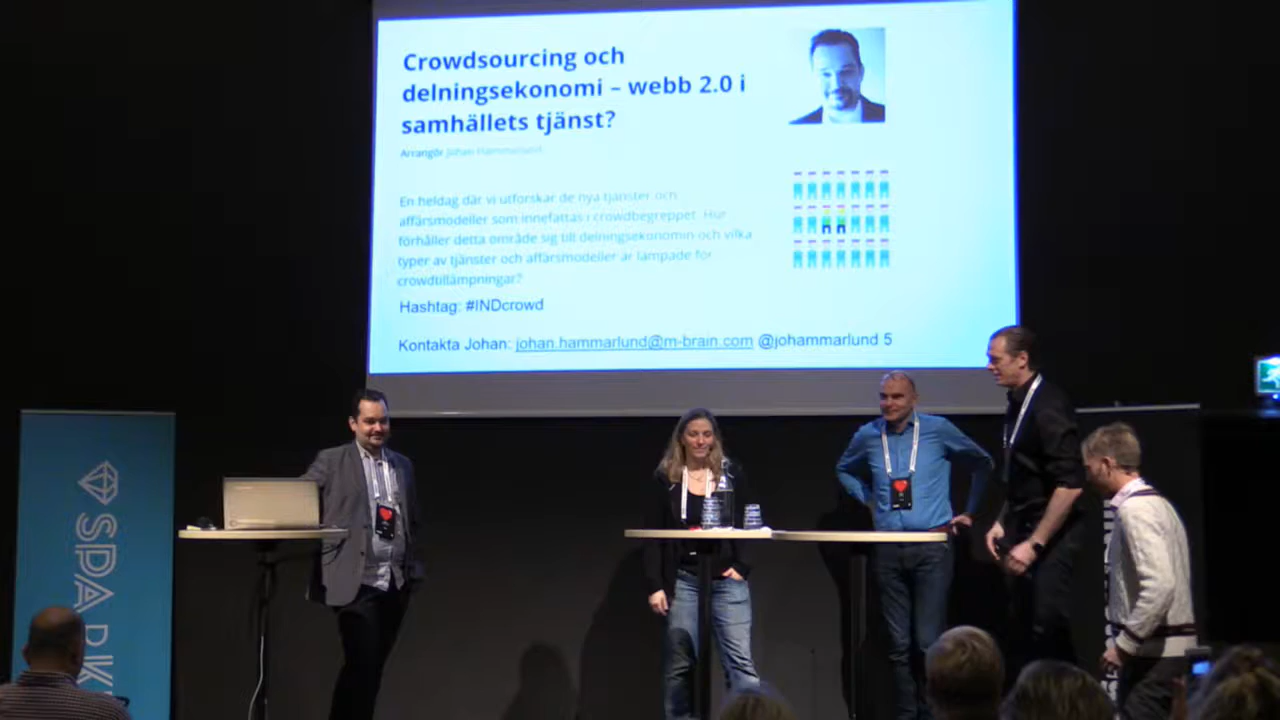 Crowdsourcing och
delningsekonomi – webb 2.0 i
samhällets tjänst?
Arrangör Johan Hammarlund
En heldag där vi utforskar de nya tjänster och
affärsmodeller som innefattas i crowdbegreppet. Hur
förhåller detta område sig till delningsekonomin och vilka
typer av tjänster och affärsmodeller är lämpade för
crowdtillämpningar?
Hashtag: #INDcrowd
Kontakta Johan: johan.hammarlund@m-brain.com @johammarlund 5
SPARK